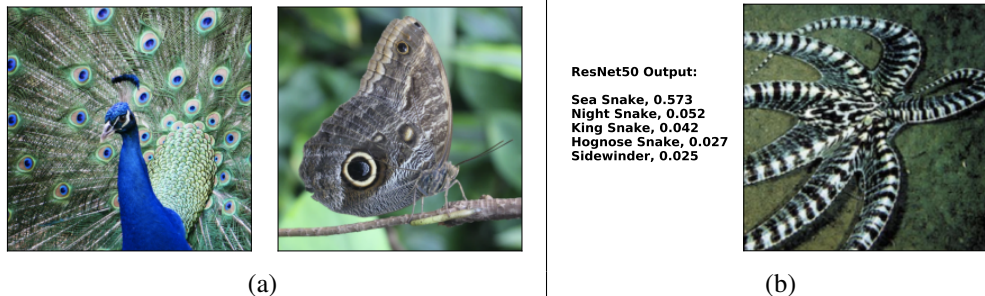 ResNet50 Output:
Sea Snake, 0.573
Night Snake, 0.052
King Snake, 0.042
Hognose Snake, 0.027
Sidewinder, 0.025
(a)
(b)